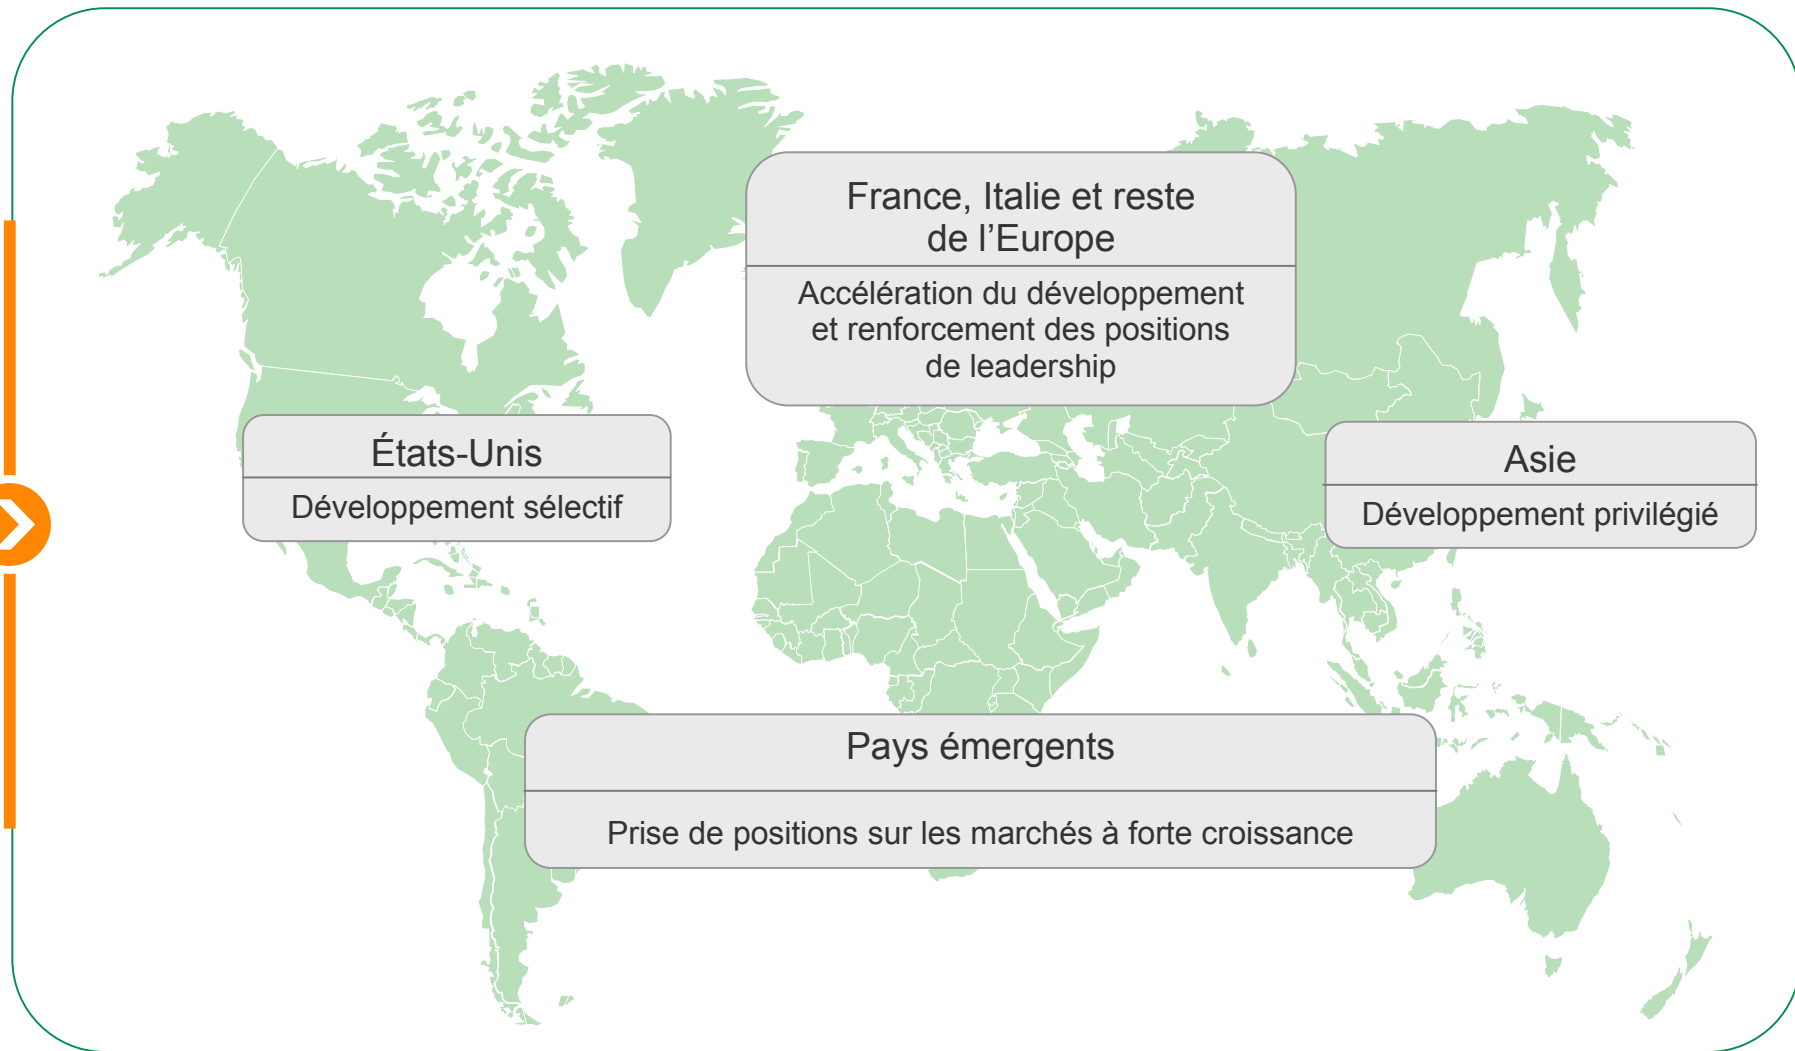 France, Italie et reste
de l’Europe
Accélération du développement
et renforcement des positions
de leadership
États-Unis
Développement sélectif
Asie
Développement privilégié
Pays émergents
Prise de positions sur les marchés à forte croissance